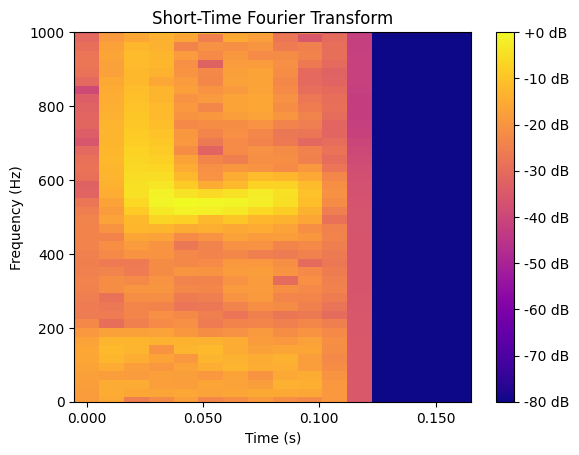 Short-Time Fourier Transform
1000
800
600
400
200
0
Frequency (Hz)
0.000
0.050
0.100
0.150
Time (s)
+0 dB
-10 dB
-20 dB
-30 dB
-40 dB
-50 dB
-60 dB
-70 dB
-80 dB